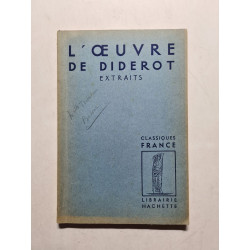 L'ŒUVRE
DE DIDEROT
EXTRAITS
CLASSIQUES
FRANCE
LIBRAIRIE
HACHETTE